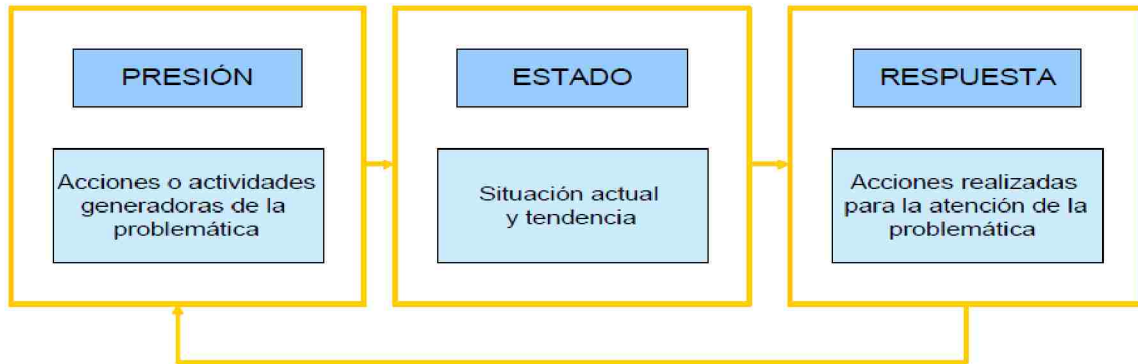 PRESIÓN
Acciones o actividades
generadoras de la
problemática
ESTADO
Situación actual
y tendencia
RESPUESTA
Acciones realizadas
para la atención de la
problemática